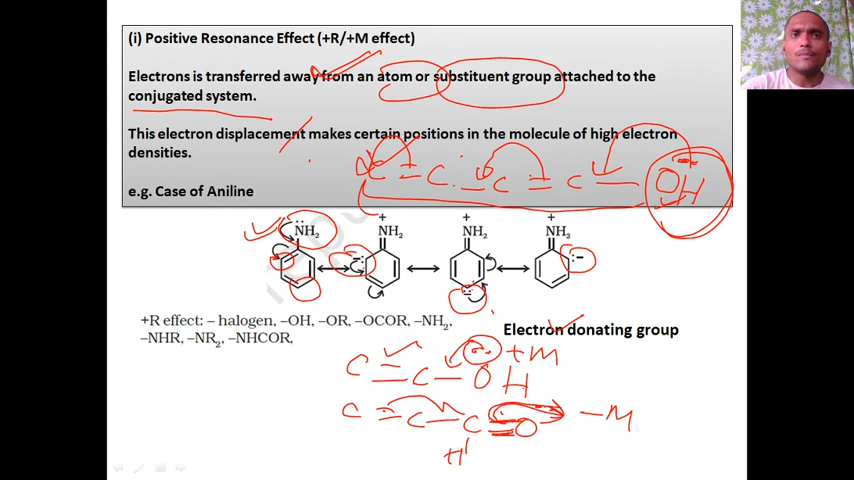 (i) Positive Resonance Effect (+R/+M effect)
Electrons is transferred away from an atom or substituent group attached to the
conjugated system.
This electron displacement makes certain positions in the molecule of high electron
densities.
C = C - C = C - OH
e.g. Case of Aniline
NH₂ + NH₂ + NH₂ + NH₂
+R effect: – halogen, –OH, –OR, –OCOR, –NH₂,
–NHR, –NR₂, –NHCOR,
Electron donating group
C = C - O H +M
C = C - C = O -M
H